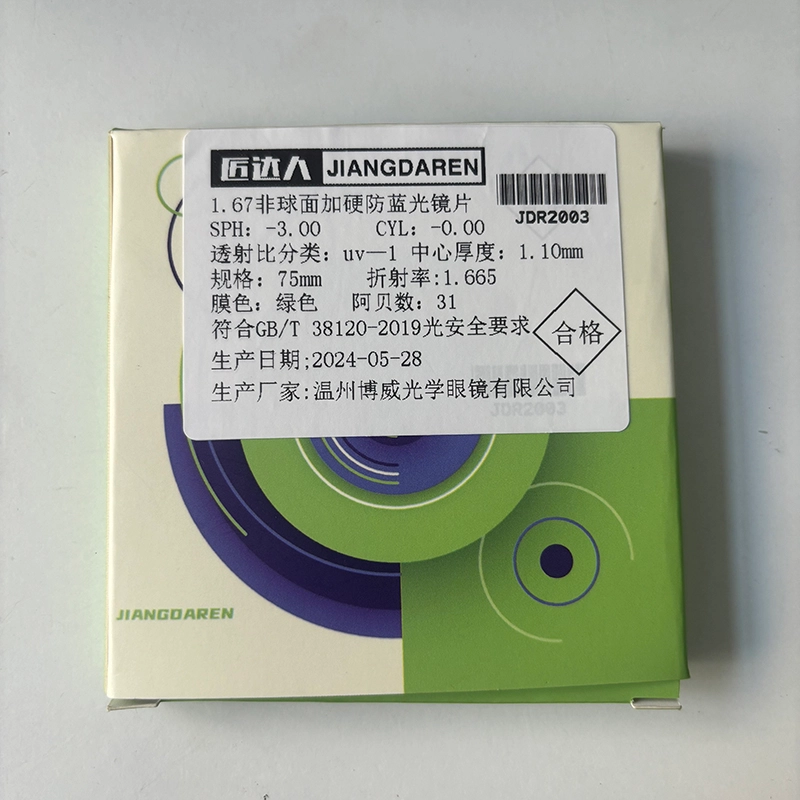 匠达人 JIANGDAREN
JDR2003
1.67非球面加硬防蓝光镜片
SPH: -3.00 CYL: -0.00
透射比分类: uv—1 中心厚度: 1.10mm
规格: 75mm 折射率:1.665
膜色: 绿色 阿贝数: 31
符合GB/T 38120-2019光安全要求
合格
生产日期;2024-05-28
生产厂家:温州博威光学眼镜有限公司
JDR2003
JIANGDAREN